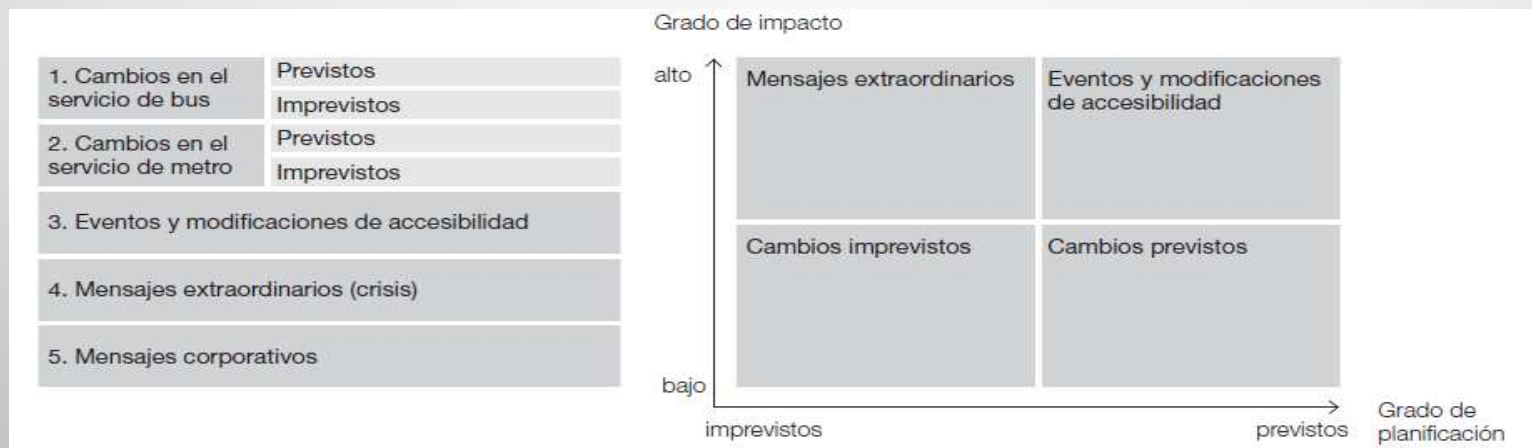 1. Cambios en el
servicio de bus
Previstos
Imprevistos
2. Cambios en el
servicio de metro
Previstos
Imprevistos
3. Eventos y modificaciones de accesibilidad
4. Mensajes extraordinarios (crisis)
5. Mensajes corporativos
Grado de impacto
alto
Mensajes extraordinarios
Eventos y modificaciones
de accesibilidad
Cambios imprevistos
Cambios previstos
bajo
imprevistos
previstos
Grado de
planificación